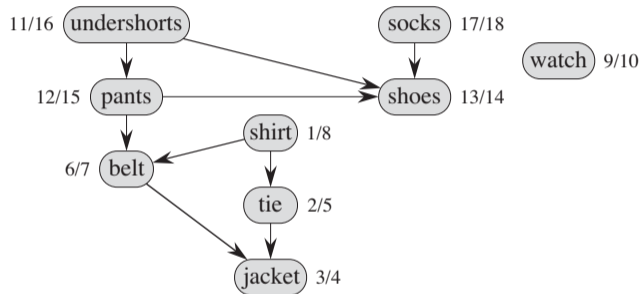 11/16 undershorts socks 17/18
watch 9/10
12/15 pants shoes 13/14
shirt 1/8
6/7 belt
tie 2/5
jacket 3/4